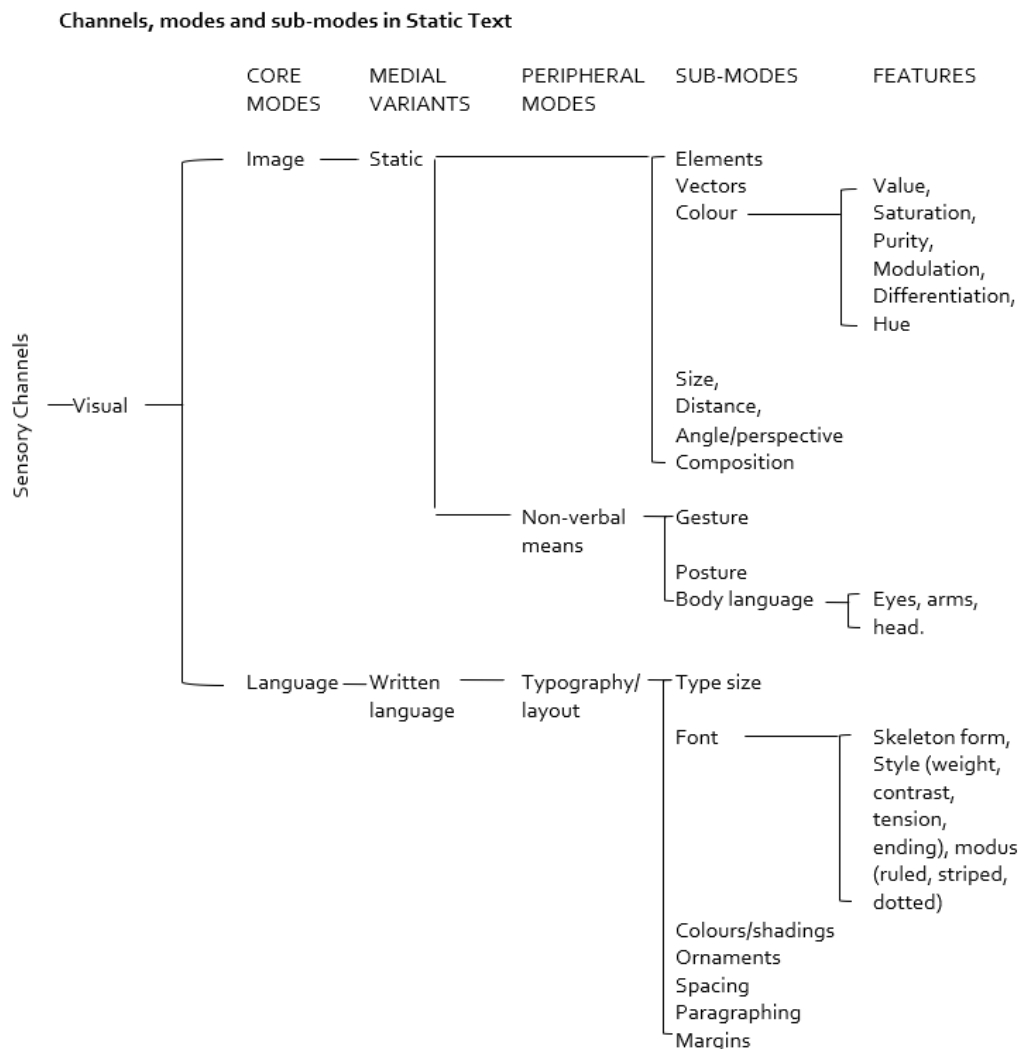 Channels, modes and sub-modes in Static Text
CORE MODES
MEDIAL VARIANTS
PERIPHERAL MODES
SUB-MODES
FEATURES
Sensory Channels
Visual
Image
Static
Elements
Vectors
Colour
Value,
Saturation,
Purity,
Modulation,
Differentiation,
Hue
Size,
Distance,
Angle/perspective
Composition
Non-verbal
means
Gesture
Posture
Body language
Eyes, arms,
head.
Language
Written
language
Typography/
layout
Type size
Font
Skeleton form,
Style (weight,
contrast,
tension,
ending), modus
(ruled, striped,
dotted)
Colours/shadings
Ornaments
Spacing
Paragraphing
Margins